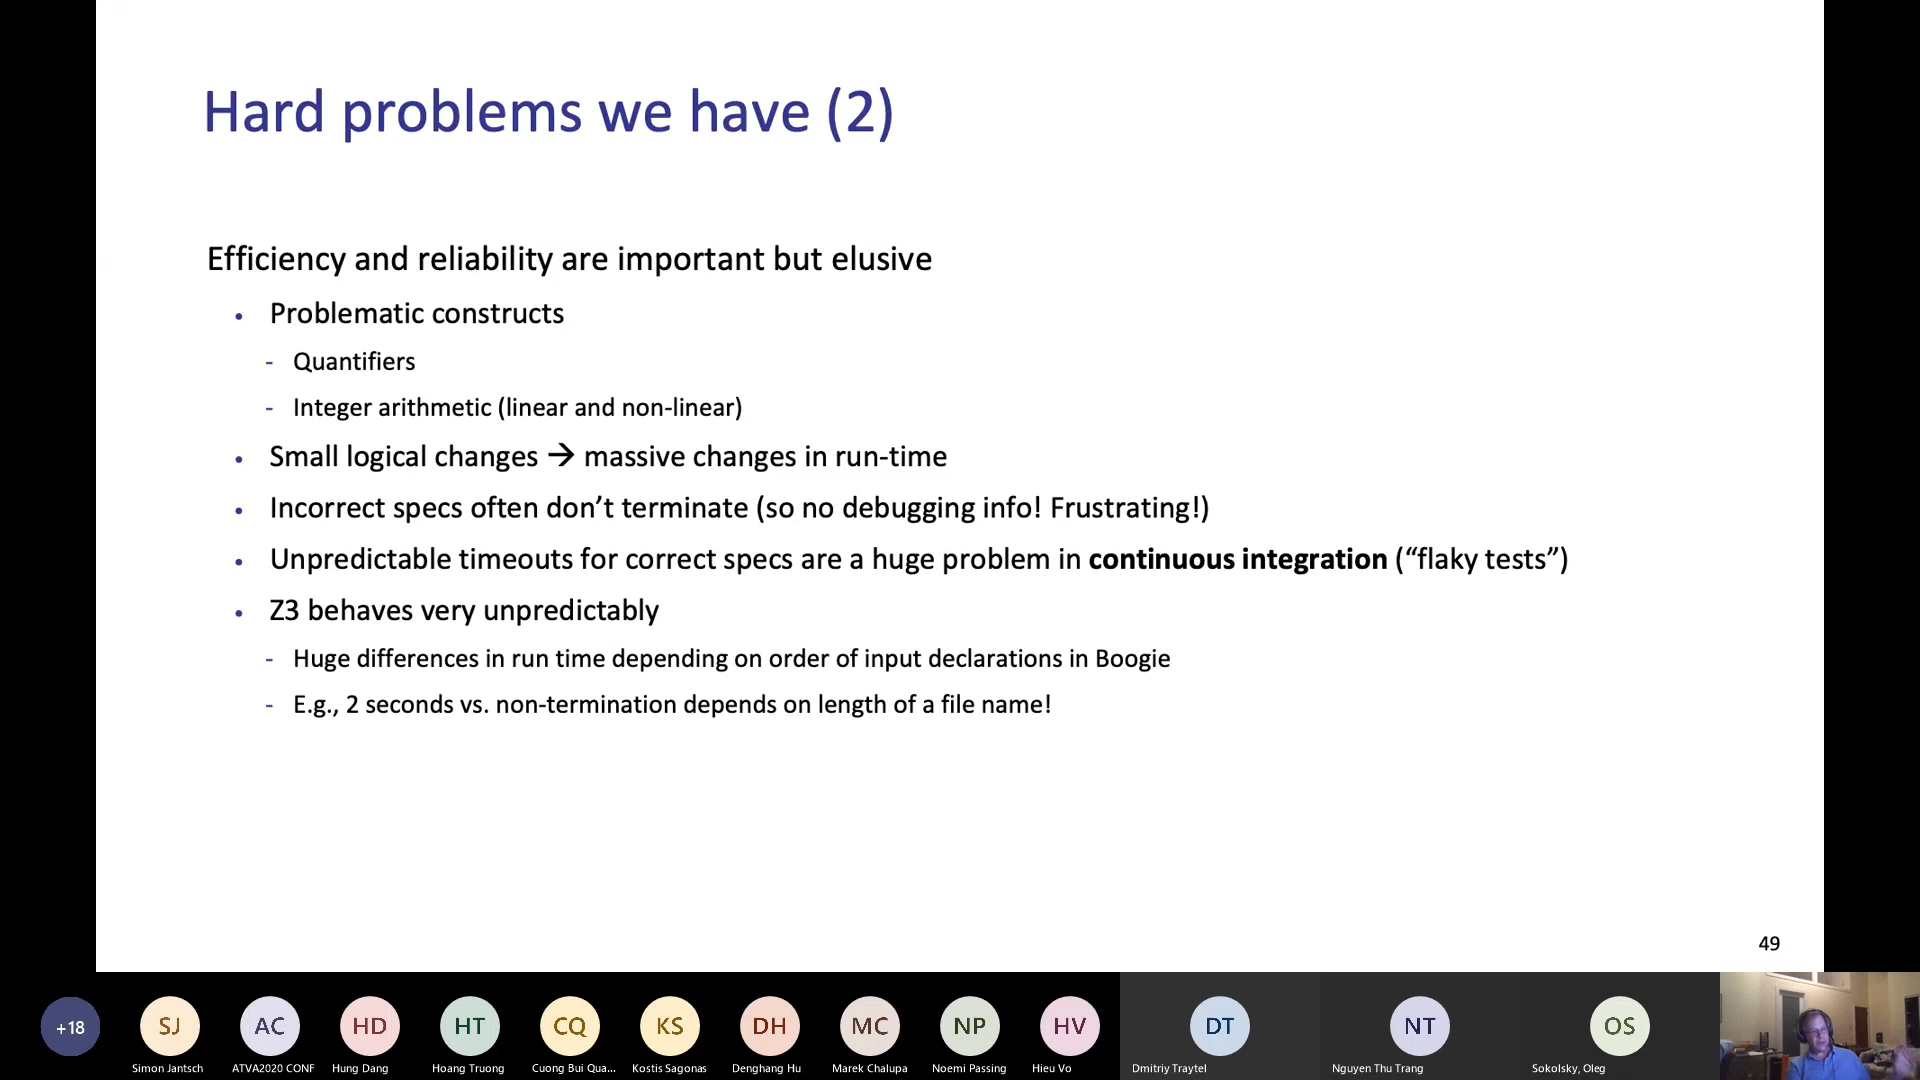 Hard problems we have (2)
Efficiency and reliability are important but elusive
• Problematic constructs
- Quantifiers
- Integer arithmetic (linear and non-linear)
• Small logical changes → massive changes in run-time
• Incorrect specs often don’t terminate (so no debugging info! Frustrating!)
• Unpredictable timeouts for correct specs are a huge problem in continuous integration (“flaky tests”)
• Z3 behaves very unpredictably
- Huge differences in run time depending on order of input declarations in Boogie
- E.g., 2 seconds vs. non-termination depends on length of a file name!
49
+18 SJ AC HD HT CQ KS DH MC NP HV DT NT OS
Simon Jantsch ATVA2020 CONF Hung Dang Hoang Truong Cuong Bui Qua... Kostis Sagonas Denghang Hu Marek Chalupa Noemi Passing Hieu Vo Dmitriy Traytel Nguyen Thu Trang Sokolsky, Oleg